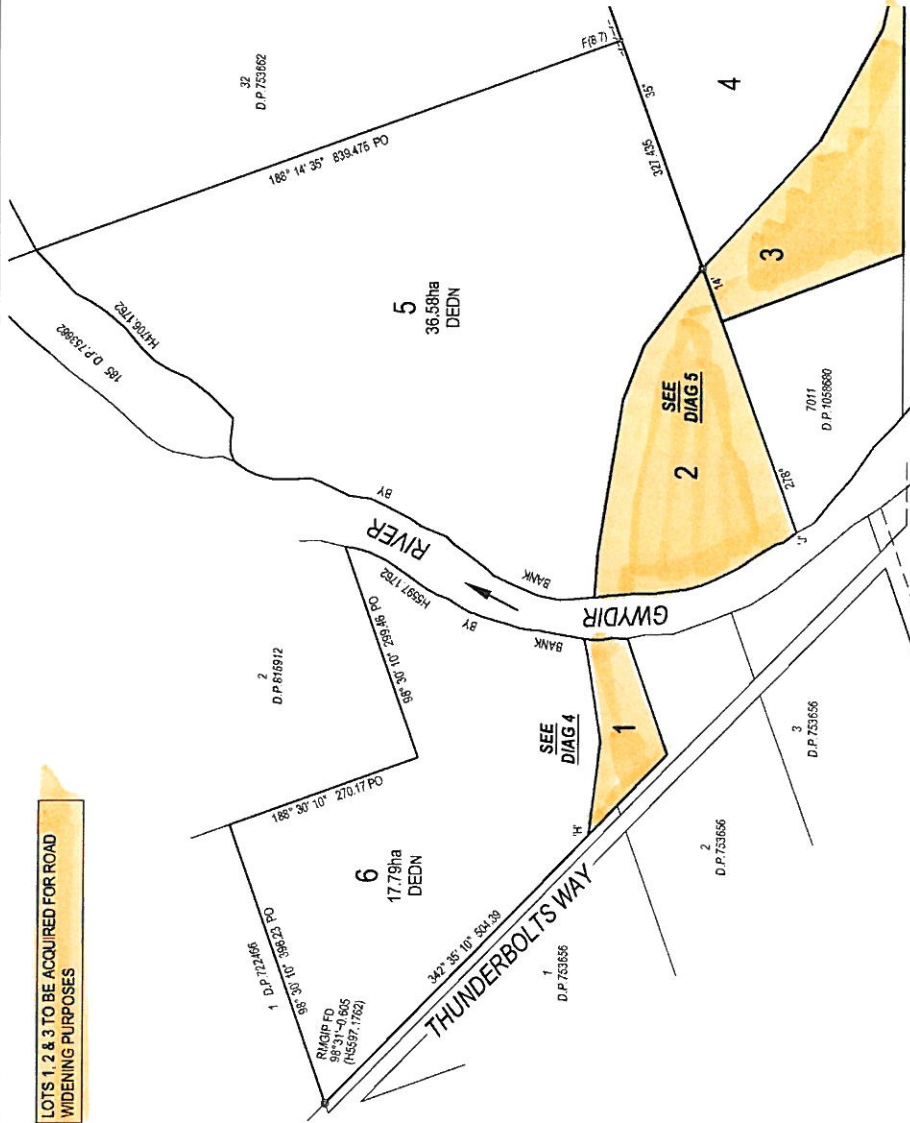 LOTS 1, 2 & 3 TO BE ACQUIRED FOR ROAD
WIDENING PURPOSES
32
D.P.753662
F(B 7)
188° 14' 35" 839.475 PO
35"
327.435
4
185 D.P.753662
H4706.1762
5
36.58ha
DEDN
14'
3
SEE
DIAG 5
2
7011
D.P.1058680
278°
'J'
BY
RIVER
BANK
GWYDIR
H5597.1762
BY
BANK
2
D.P.815912
98° 30' 10" 299.46 PO
188° 30' 10" 270.17 PO
SEE
DIAG 4
1
'H'
6
17.79ha
DEDN
1 D.P.722466
98° 30' 10" 396.23 PO
RMGIP FD
98°31'-0.605
(H5597.1762)
342° 35' 10" 504.39
THUNDERBOLTS WAY
1
D.P.753656
2
D.P.753656
3
D.P.753656